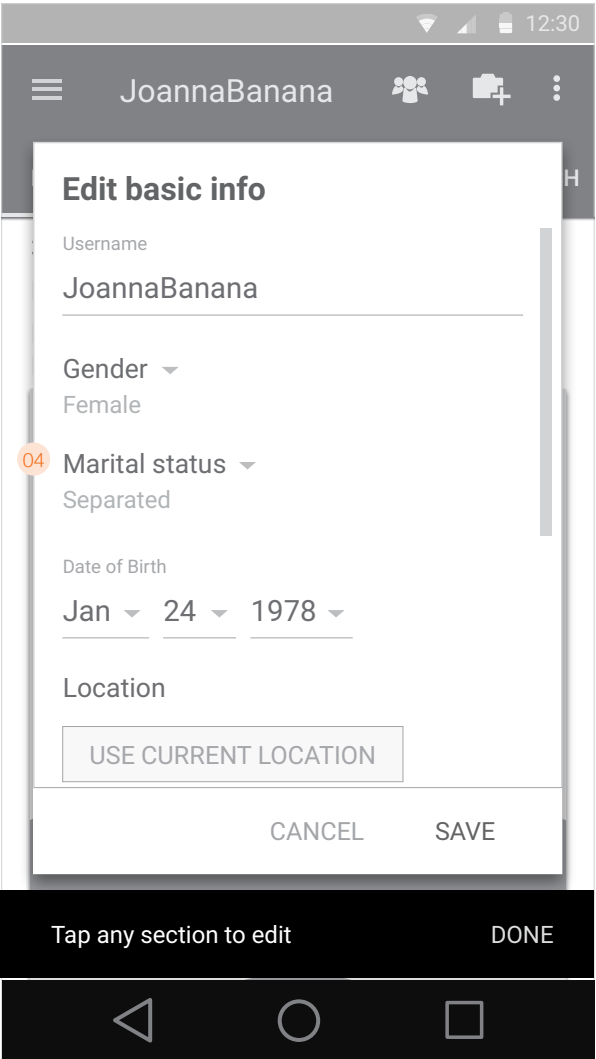 12:30
JoannaBanana
H
Edit basic info
Username
JoannaBanana
Gender
Female
04
Marital status
Separated
Date of Birth
Jan 24 1978
Location
USE CURRENT LOCATION
CANCEL SAVE
Tap any section to edit DONE